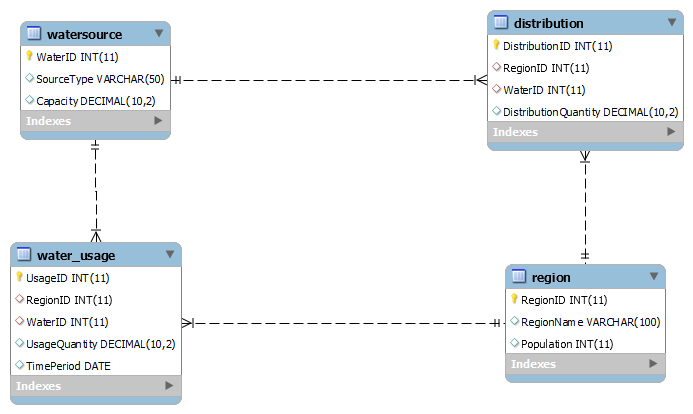 watersource
WaterID INT(11)
SourceType VARCHAR(50)
Capacity DECIMAL(10,2)
Indexes
distribution
DistributionID INT(11)
RegionID INT(11)
WaterID INT(11)
DistributionQuantity DECIMAL(10,2)
Indexes
water_usage
UsageID INT(11)
RegionID INT(11)
WaterID INT(11)
UsageQuantity DECIMAL(10,2)
TimePeriod DATE
Indexes
region
RegionID INT(11)
RegionName VARCHAR(100)
Population INT(11)
Indexes